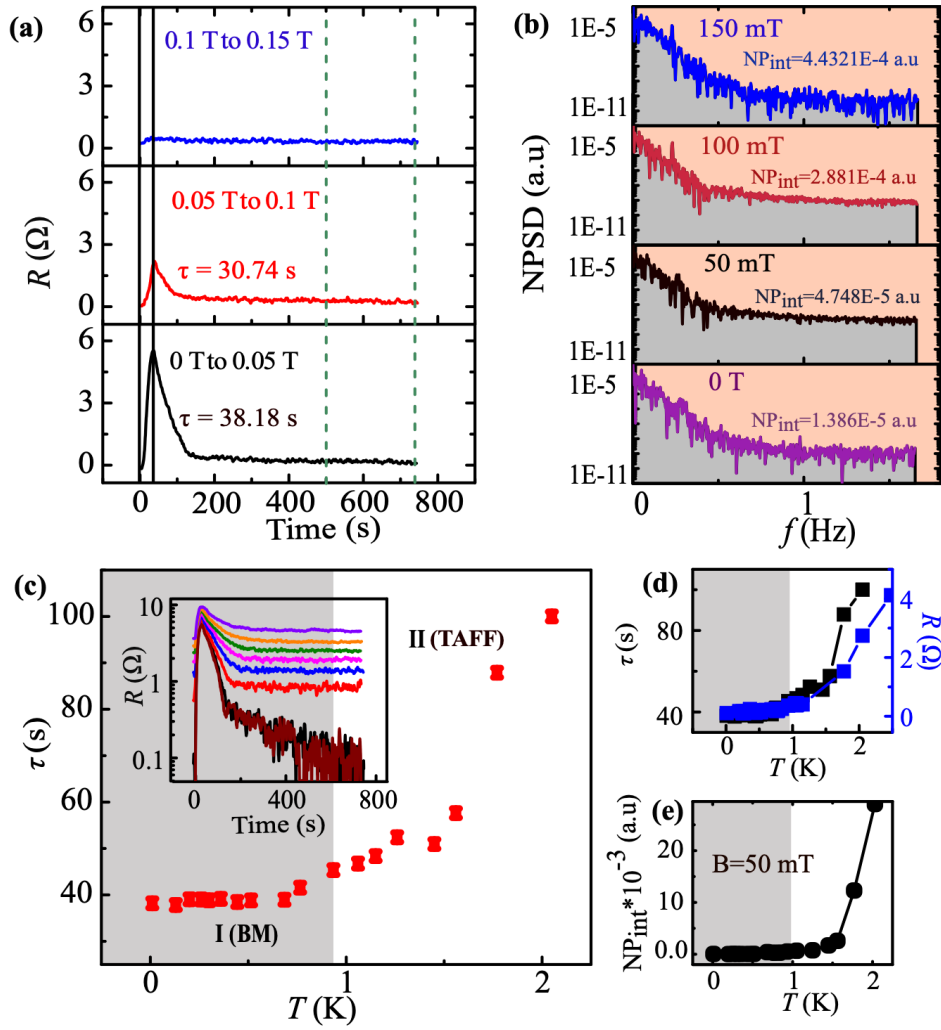 (a)
0.1 T to 0.15 T
6
3
0
0.05 T to 0.1 T
τ = 30.74 s
6
3
0
0 T to 0.05 T
τ = 38.18 s
6
3
0
R (Ω)
0 200 400 600 800
Time (s)
(b)
150 mT
NPint=4.4321E-4 a.u
1E-5
1E-11
100 mT
NPint=2.881E-4 a.u
1E-5
1E-11
50 mT
NPint=4.748E-5 a.u
1E-5
1E-11
0 T
NPint=1.386E-5 a.u
1E-5
1E-11
NPSD (a.u)
0 1
f (Hz)
(c)
100
80
60
40
τ (s)
II (TAFF)
I (BM)
10
1
0.1
R (Ω)
0 400 800
Time (s)
0 1 2
T (K)
(d)
τ (s)
80
40
R (Ω)
4
2
0
0 1 2
T (K)
(e)
B=50 mT
NPint*10^-3 (a.u)
20
10
0.0
0 1 2
T (K)